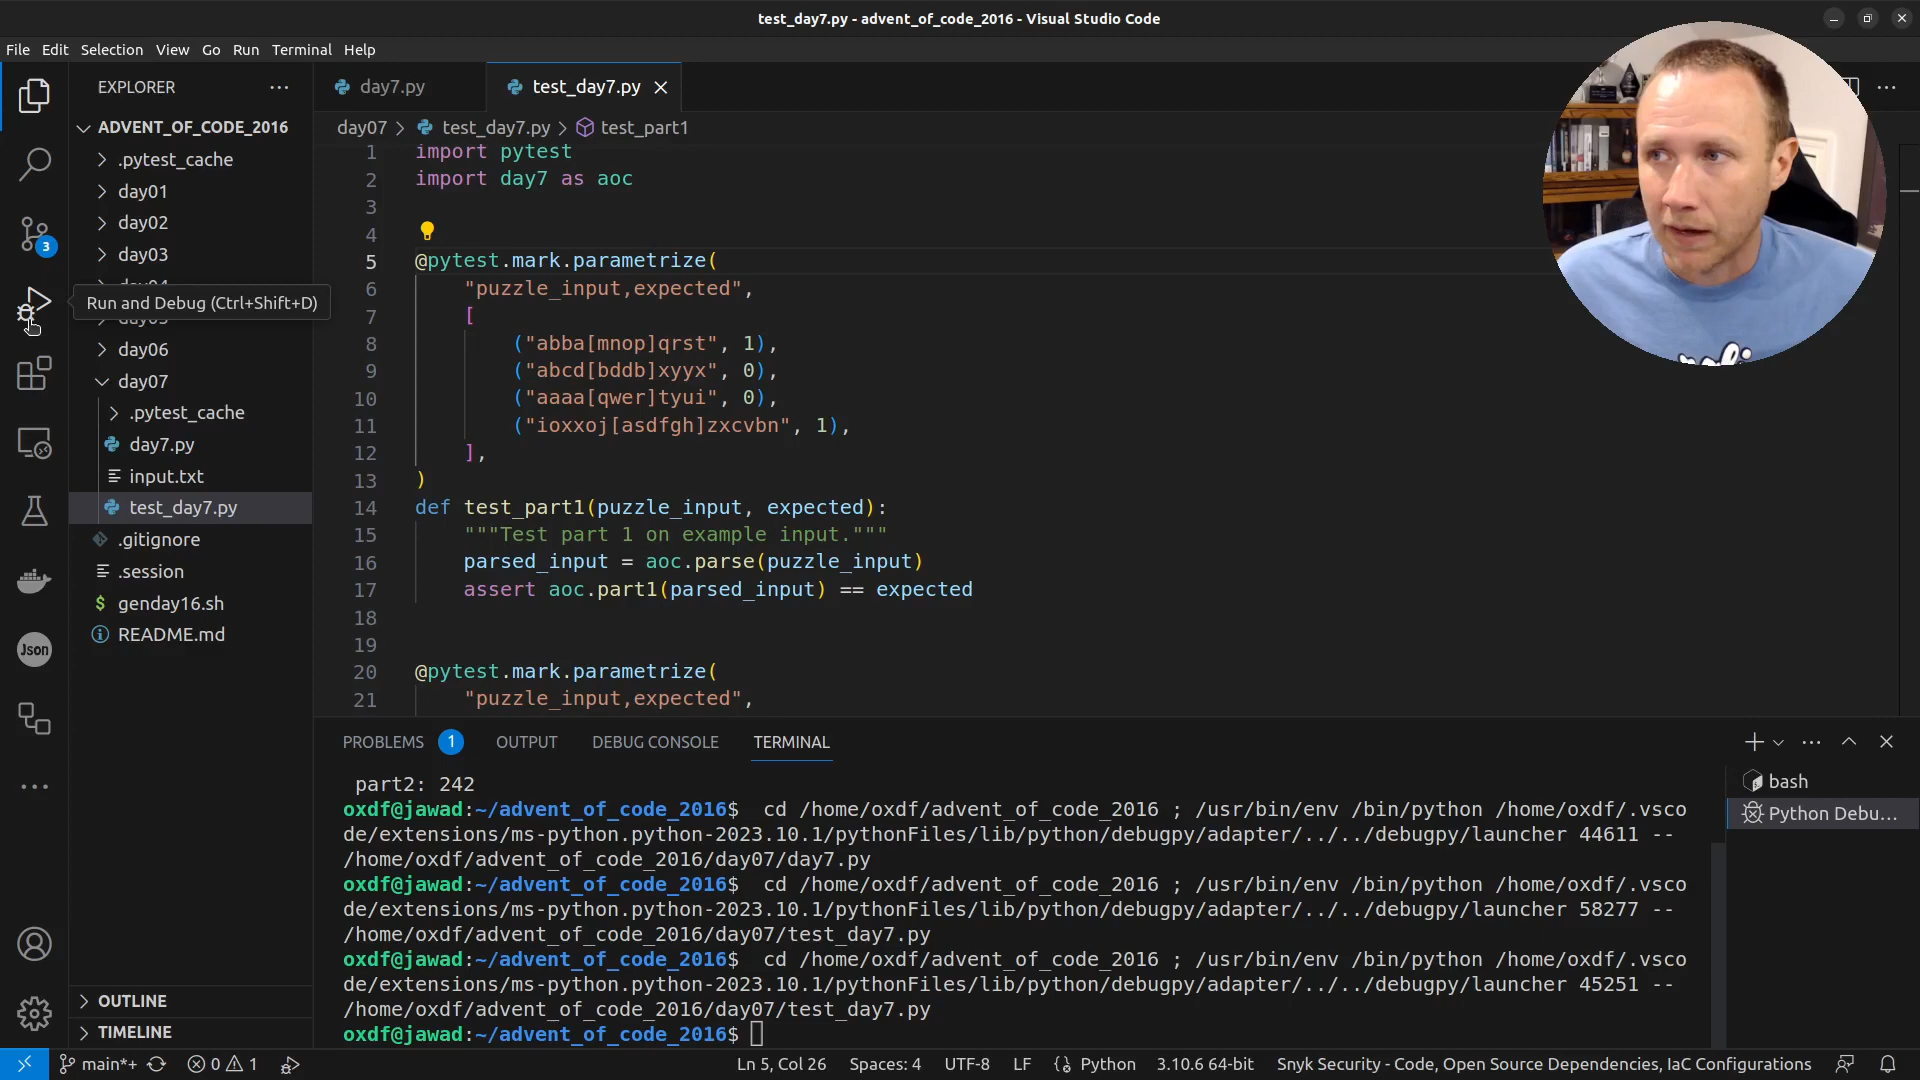 test_day7.py - advent_of_code_2016 - Visual Studio Code
File Edit Selection View Go Run Terminal Help
EXPLORER
ADVENT_OF_CODE_2016
.pytest_cache
day01
day02
day03
Run and Debug (Ctrl+Shift+D)
day06
day07
.pytest_cache
day7.py
input.txt
test_day7.py
.gitignore
.session
genday16.sh
README.md
OUTLINE
TIMELINE
3
Json
day7.py test_day7.py
day07 > test_day7.py > test_part1
1 import pytest
2 import day7 as aoc
3
4
5 @pytest.mark.parametrize(
6 "puzzle_input,expected",
7 [
8 ("abba[mnop]qrst", 1),
9 ("abcd[bddb]xyyx", 0),
10 ("aaaa[qwer]tyui", 0),
11 ("ioxxoj[asdfgh]zxcvbn", 1),
12 ],
13 )
14 def test_part1(puzzle_input, expected):
15 """Test part 1 on example input."""
16 parsed_input = aoc.parse(puzzle_input)
17 assert aoc.part1(parsed_input) == expected
18
19
20 @pytest.mark.parametrize(
21 "puzzle_input,expected",
PROBLEMS 1 OUTPUT DEBUG CONSOLE TERMINAL
part2: 242
oxdf@jawad:~/advent_of_code_2016$ cd /home/oxdf/advent_of_code_2016 ; /usr/bin/env /bin/python /home/oxdf/.vsco
de/extensions/ms-python.python-2023.10.1/pythonFiles/lib/python/debugpy/adapter/../../debugpy/launcher 44611 --
/home/oxdf/advent_of_code_2016/day07/day7.py
oxdf@jawad:~/advent_of_code_2016$ cd /home/oxdf/advent_of_code_2016 ; /usr/bin/env /bin/python /home/oxdf/.vsco
de/extensions/ms-python.python-2023.10.1/pythonFiles/lib/python/debugpy/adapter/../../debugpy/launcher 58277 --
/home/oxdf/advent_of_code_2016/day07/test_day7.py
oxdf@jawad:~/advent_of_code_2016$ cd /home/oxdf/advent_of_code_2016 ; /usr/bin/env /bin/python /home/oxdf/.vsco
de/extensions/ms-python.python-2023.10.1/pythonFiles/lib/python/debugpy/adapter/../../debugpy/launcher 45251 --
/home/oxdf/advent_of_code_2016/day07/test_day7.py
oxdf@jawad:~/advent_of_code_2016$
bash
Python Debu...
main*+ 0 1 Ln 5, Col 26 Spaces: 4 UTF-8 LF Python 3.10.6 64-bit Snyk Security - Code, Open Source Dependencies, IaC Configurations